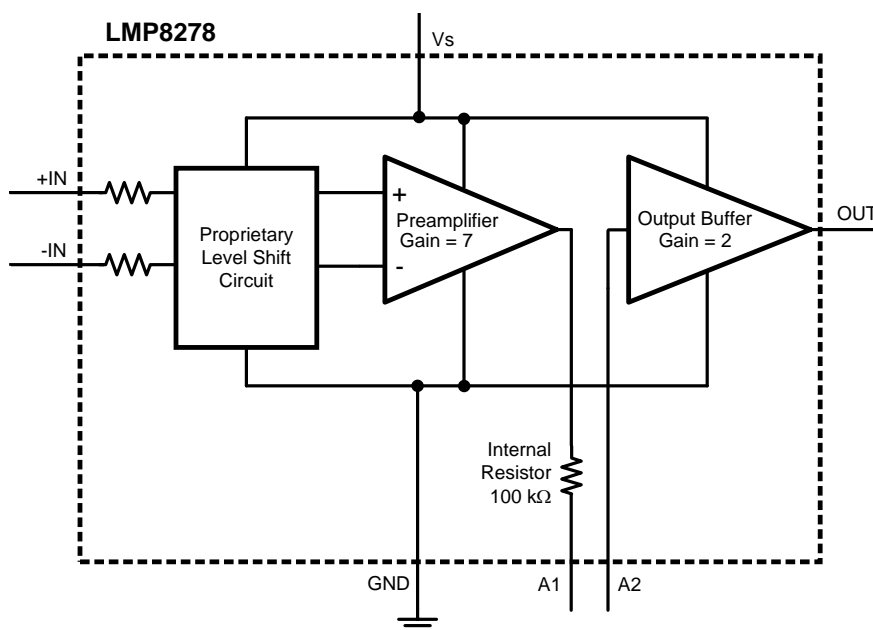 LMP8278
Vs
+IN
-IN
Proprietary
Level Shift
Circuit
+
-
Preamplifier
Gain = 7
Output Buffer
Gain = 2
OUT
Internal
Resistor
100 kΩ
GND
A1
A2